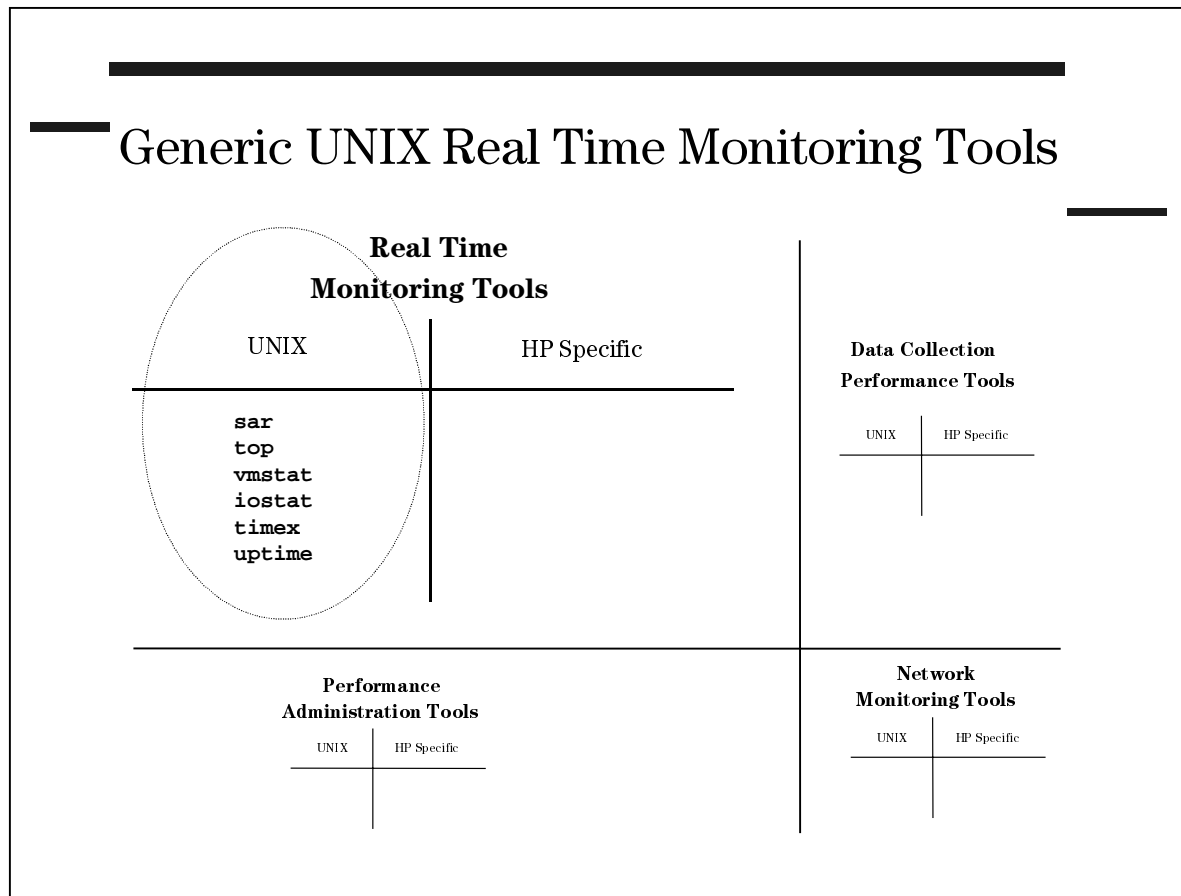 Generic UNIX Real Time Monitoring Tools
Real Time
Monitoring Tools
UNIX
HP Specific
sar
top
vmstat
iostat
timex
uptime
Data Collection
Performance Tools
UNIX
HP Specific
Performance
Administration Tools
UNIX
HP Specific
Network
Monitoring Tools
UNIX
HP Specific